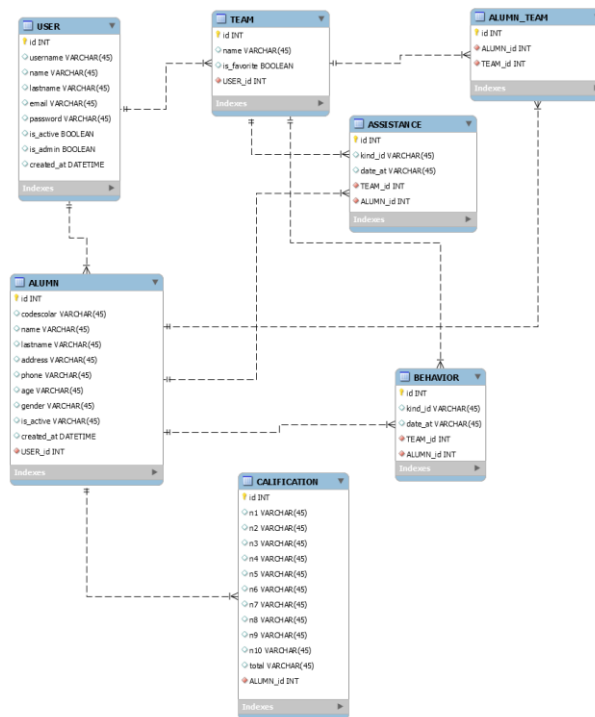 USER
id INT
username VARCHAR(45)
name VARCHAR(45)
lastname VARCHAR(45)
email VARCHAR(45)
password VARCHAR(45)
is_active BOOLEAN
is_admin BOOLEAN
created_at DATETIME
Indexes
TEAM
id INT
name VARCHAR(45)
is_favorite BOOLEAN
USER_id INT
Indexes
ALUMN_TEAM
id INT
ALUMN_id INT
TEAM_id INT
Indexes
ASSISTANCE
id INT
kind_id VARCHAR(45)
date_at VARCHAR(45)
TEAM_id INT
ALUMN_id INT
Indexes
ALUMN
id INT
codescolar VARCHAR(45)
name VARCHAR(45)
lastname VARCHAR(45)
address VARCHAR(45)
phone VARCHAR(45)
age VARCHAR(45)
gender VARCHAR(45)
is_active VARCHAR(45)
created_at DATETIME
USER_id INT
Indexes
BEHAVIOR
id INT
kind_id VARCHAR(45)
date_at VARCHAR(45)
TEAM_id INT
ALUMN_id INT
Indexes
CALIFICATION
id INT
n1 VARCHAR(45)
n2 VARCHAR(45)
n3 VARCHAR(45)
n4 VARCHAR(45)
n5 VARCHAR(45)
n6 VARCHAR(45)
n7 VARCHAR(45)
n8 VARCHAR(45)
n9 VARCHAR(45)
n10 VARCHAR(45)
total VARCHAR(45)
ALUMN_id INT
Indexes